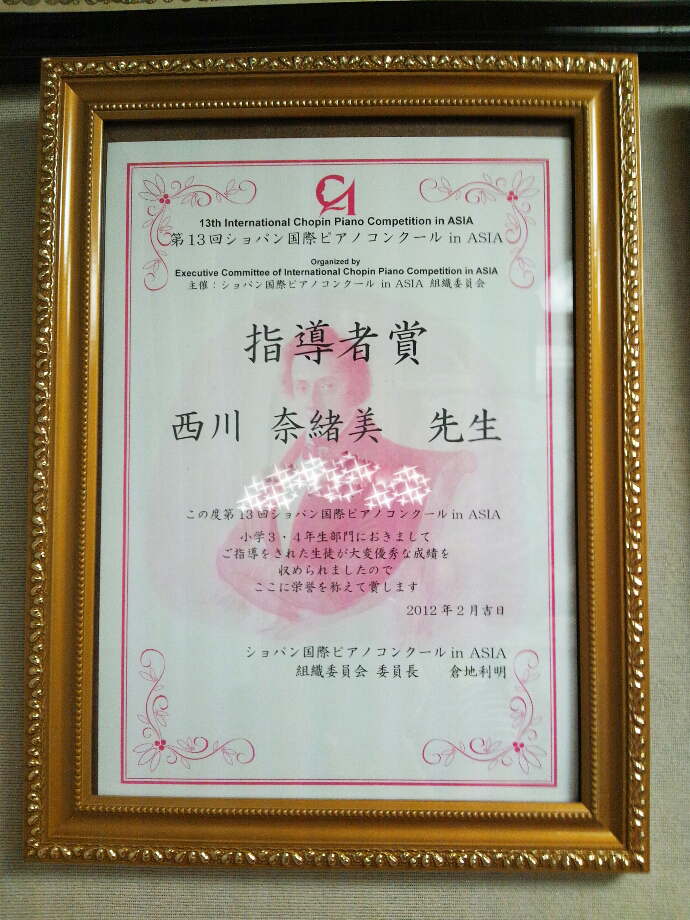 CA
13th International Chopin Piano Competition in ASIA
第13回ショパン国際ピアノコンクール in ASIA
Organized by
Executive Committee of International Chopin Piano Competition in ASIA
主催：ショパン国際ピアノコンクール in ASIA 組織委員会
指導者賞
西川 奈緒美 先生
この度第13回ショパン国際ピアノコンクール in ASIA
小学3・4年生部門におきまして
ご指導をされた生徒が大変優秀な成績を
収められましたので
ここに栄誉を称えて賞します
2012年2月吉日
ショパン国際ピアノコンクール in ASIA
組織委員会 委員長 倉地利明